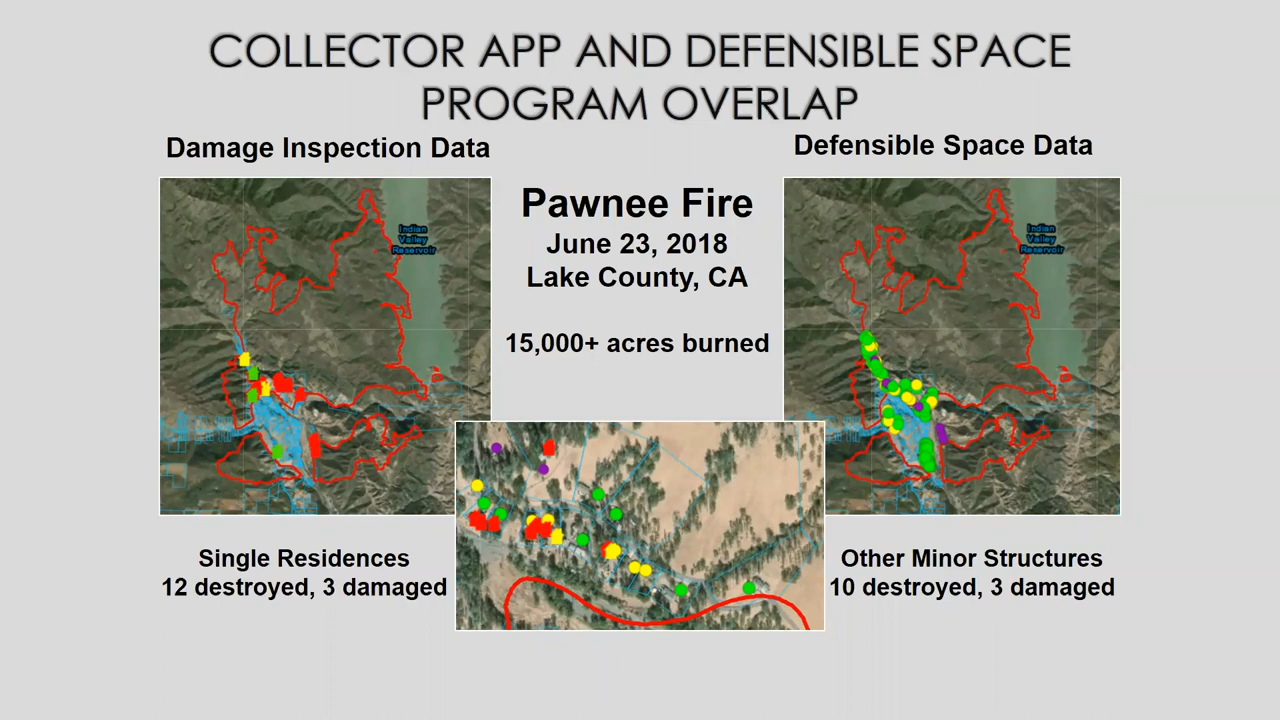 COLLECTOR APP AND DEFENSIBLE SPACE
PROGRAM OVERLAP
Damage Inspection Data
Defensible Space Data
Pawnee Fire
June 23, 2018
Lake County, CA
15,000+ acres burned
Indian
Valley
Reservoir
Indian
Valley
Reservoir
Single Residences
12 destroyed, 3 damaged
Other Minor Structures
10 destroyed, 3 damaged